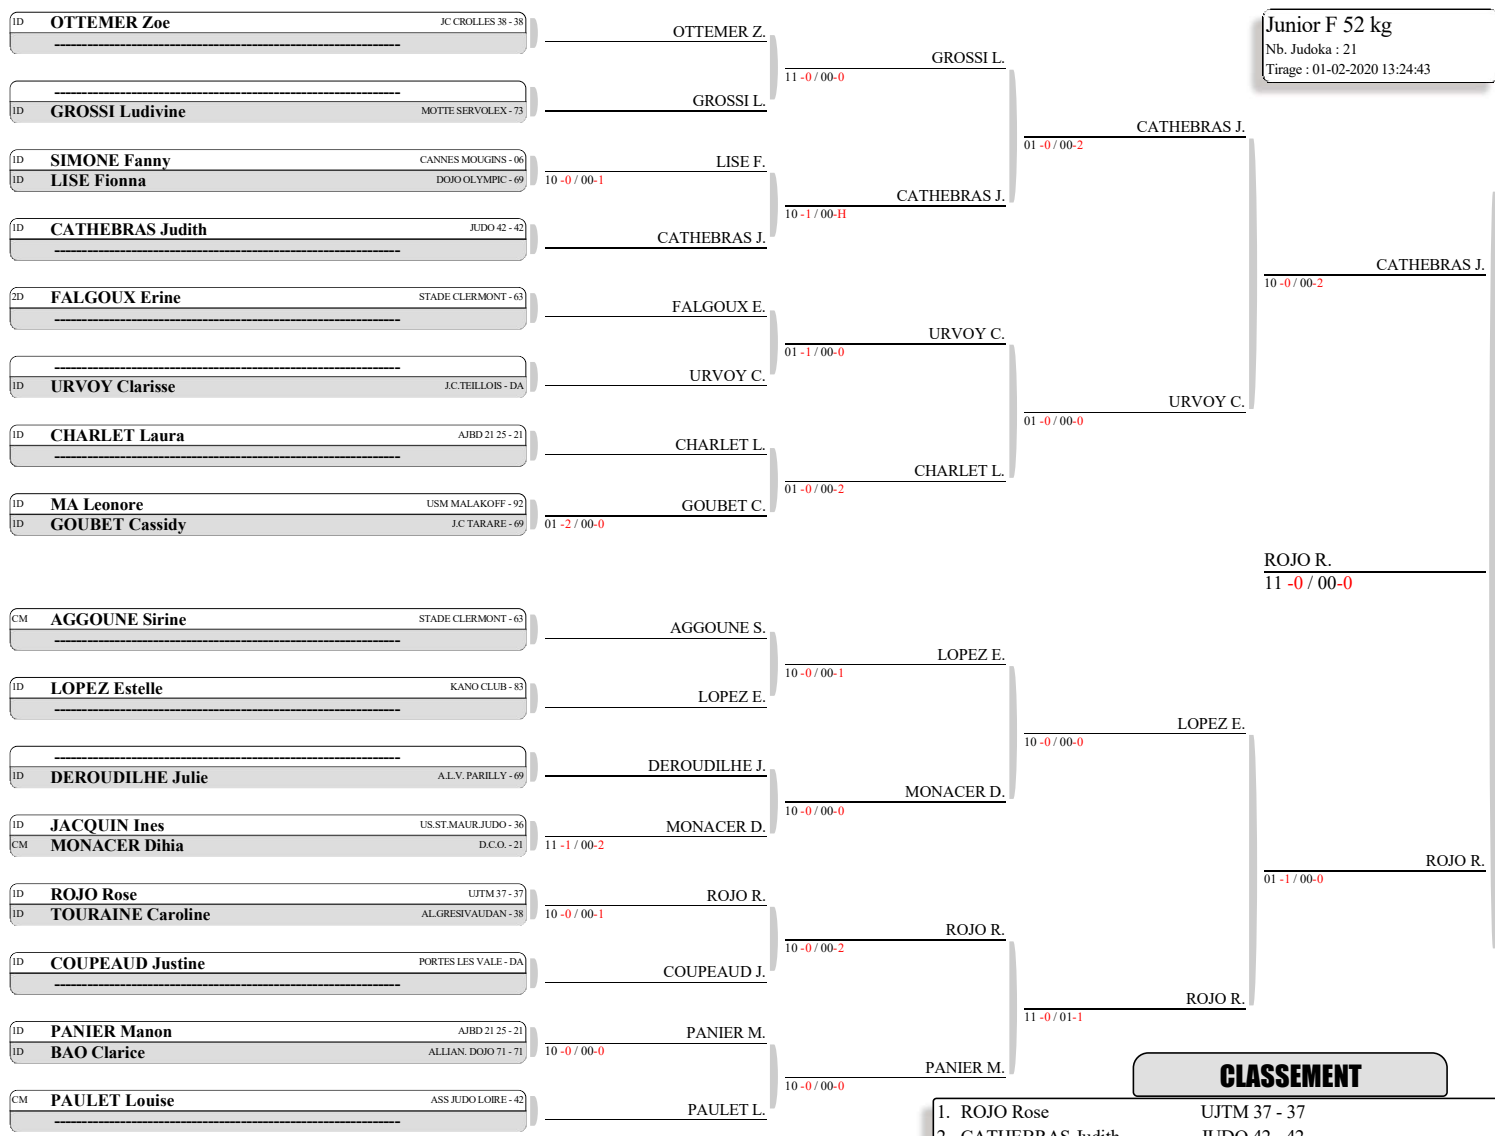 Junior F 52 kg
Nb. Judoka : 21
Tirage : 01-02-2020 13:24:43
1D OTTEMER Zoe JC CROLLES 38 - 38
----------------------------------------------------------------
----------------------------------------------------------------
1D GROSSI Ludivine MOTTE SERVOLEX - 73
1D SIMONE Fanny CANNES MOUGINS - 06
1D LISE Fionna DOJO OLYMPIC - 69
1D CATHEBRAS Judith JUDO 42 - 42
----------------------------------------------------------------
2D FALGOUX Erine STADE CLERMONT - 63
----------------------------------------------------------------
----------------------------------------------------------------
1D URVOY Clarisse J.C.TEILLOIS - DA
1D CHARLET Laura AJBD 21 25 - 21
----------------------------------------------------------------
1D MA Leonore USM MALAKOFF - 92
1D GOUBET Cassidy J.C TARARE - 69
CM AGGOUNE Sirine STADE CLERMONT - 63
----------------------------------------------------------------
1D LOPEZ Estelle KANO CLUB - 83
----------------------------------------------------------------
----------------------------------------------------------------
1D DEROUDILHE Julie A.L.V. PARILLY - 69
1D JACQUIN Ines US.ST.MAUR.JUDO - 36
CM MONACER Dihia D.C.O. - 21
1D ROJO Rose UJTM 37 - 37
1D TOURAINE Caroline AL.GRESIVAUDAN - 38
1D COUPEAUD Justine PORTES LES VALE - DA
----------------------------------------------------------------
1D PANIER Manon AJBD 21 25 - 21
1D BAO Clarice ALLIAN. DOJO 71 - 71
CM PAULET Louise ASS JUDO LOIRE - 42
----------------------------------------------------------------
OTTEMER Z.
GROSSI L.
LISE F.
10 -0 / 00-1
CATHEBRAS J.
FALGOUX E.
URVOY C.
CHARLET L.
GOUBET C.
01 -2 / 00-0
AGGOUNE S.
LOPEZ E.
DEROUDILHE J.
MONACER D.
11 -1 / 00-2
ROJO R.
10 -0 / 00-1
COUPEAUD J.
PANIER M.
10 -0 / 00-0
PAULET L.
GROSSI L.
11 -0 / 00-0
CATHEBRAS J.
10 -1 / 00-H
URVOY C.
01 -1 / 00-0
CHARLET L.
01 -0 / 00-2
LOPEZ E.
10 -0 / 00-1
MONACER D.
10 -0 / 00-0
ROJO R.
10 -0 / 00-2
PANIER M.
10 -0 / 00-0
CATHEBRAS J.
01 -0 / 00-2
URVOY C.
01 -0 / 00-0
LOPEZ E.
10 -0 / 00-0
ROJO R.
11 -0 / 01-1
CATHEBRAS J.
10 -0 / 00-2
ROJO R.
01 -1 / 00-0
ROJO R.
11 -0 / 00-0
CLASSEMENT
1. ROJO Rose UJTM 37 - 37
2. CATHEBRAS Judith JUDO 42 - 42